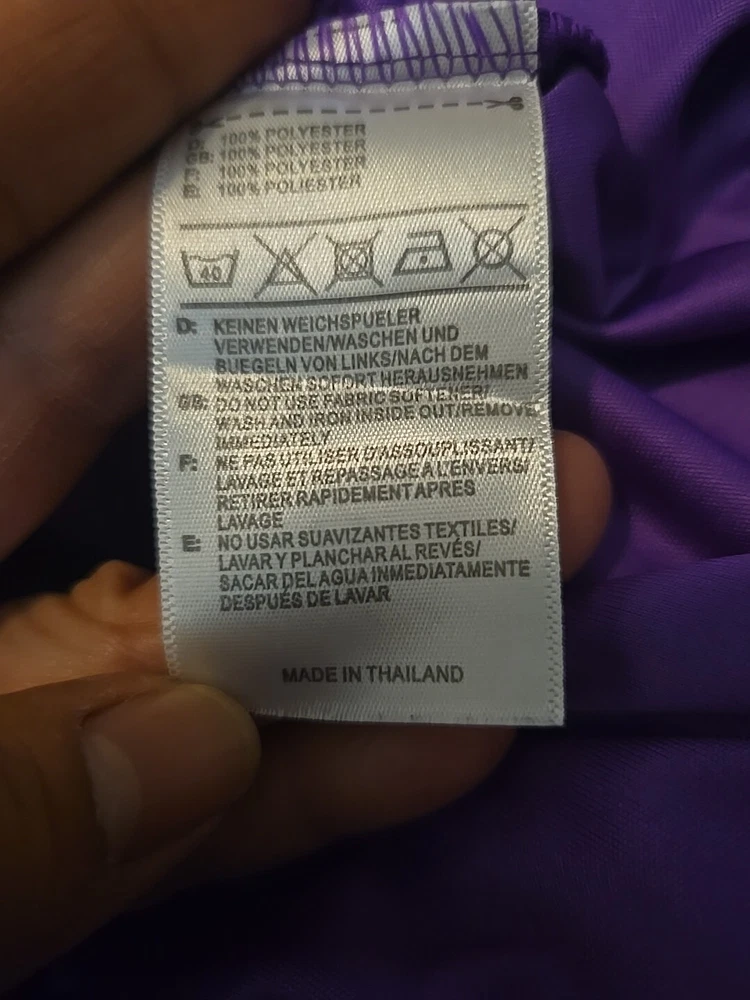 D: 100% POLYESTER
GB: 100% POLYESTER
F: 100% POLYESTER
E: 100% POLIESTER
40
D: KEINEN WEICHSPUELER
VERWENDEN/WASCHEN UND
BUEGELN VON LINKS/NACH DEM
WASCHEN SOFORT HERAUSNEHMEN
GB: DO NOT USE FABRIC SOFTENER/
WASH AND IRON INSIDE OUT/REMOVE
IMMEDIATELY
F: NE PAS UTILISER D'ASSOUPLISSANT/
LAVAGE ET REPASSAGE A L'ENVERS/
RETIRER RAPIDEMENT APRES
LAVAGE
E: NO USAR SUAVIZANTES TEXTILES/
LAVAR Y PLANCHAR AL REVÉS/
SACAR DEL AGUA INMEDIATAMENTE
DESPUÉS DE LAVAR
MADE IN THAILAND